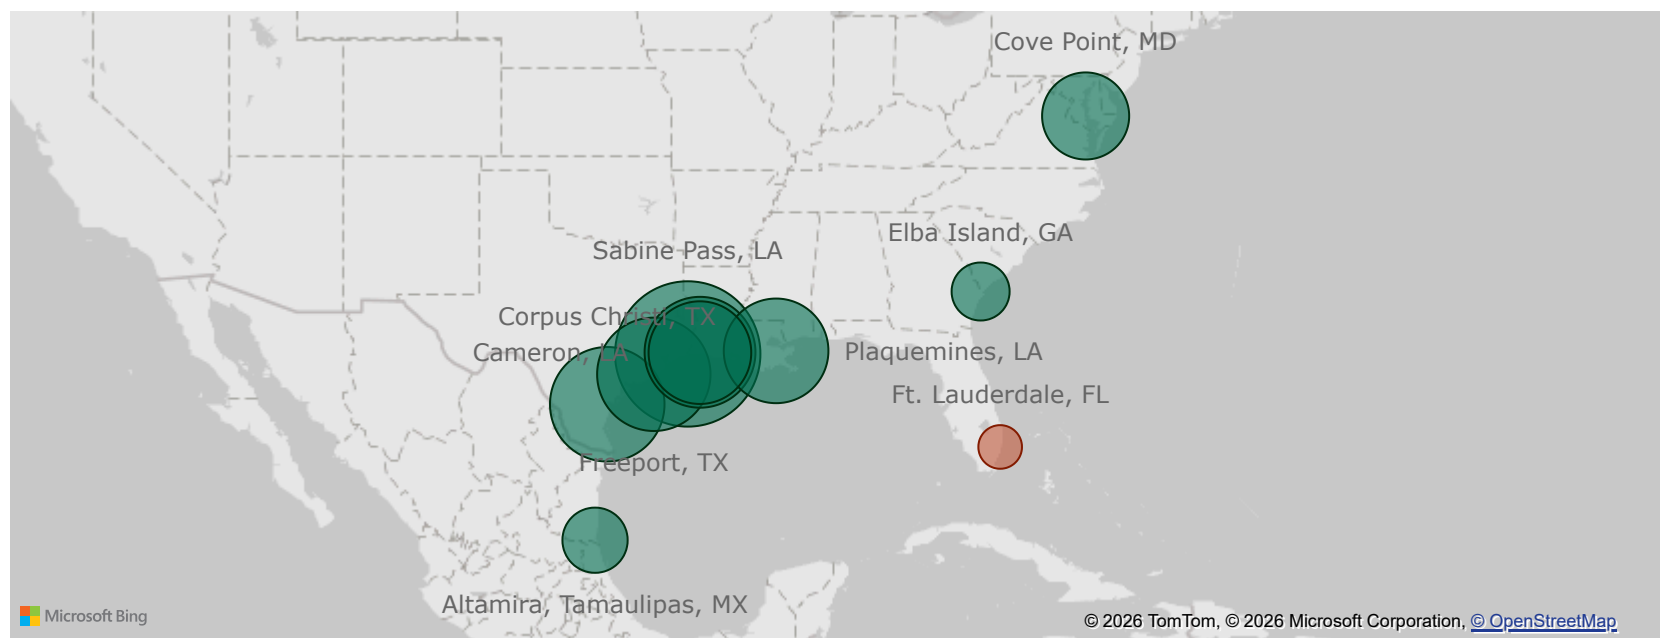 Cove Point, MD
Elba Island, GA
Sabine Pass, LA
Corpus Christi, TX
Cameron, LA
Plaquemines, LA
Ft. Lauderdale, FL
Freeport, TX
Altamira, Tamaulipas, MX
Microsoft Bing
© 2026 TomTom, © 2026 Microsoft Corporation, © OpenStreetMap